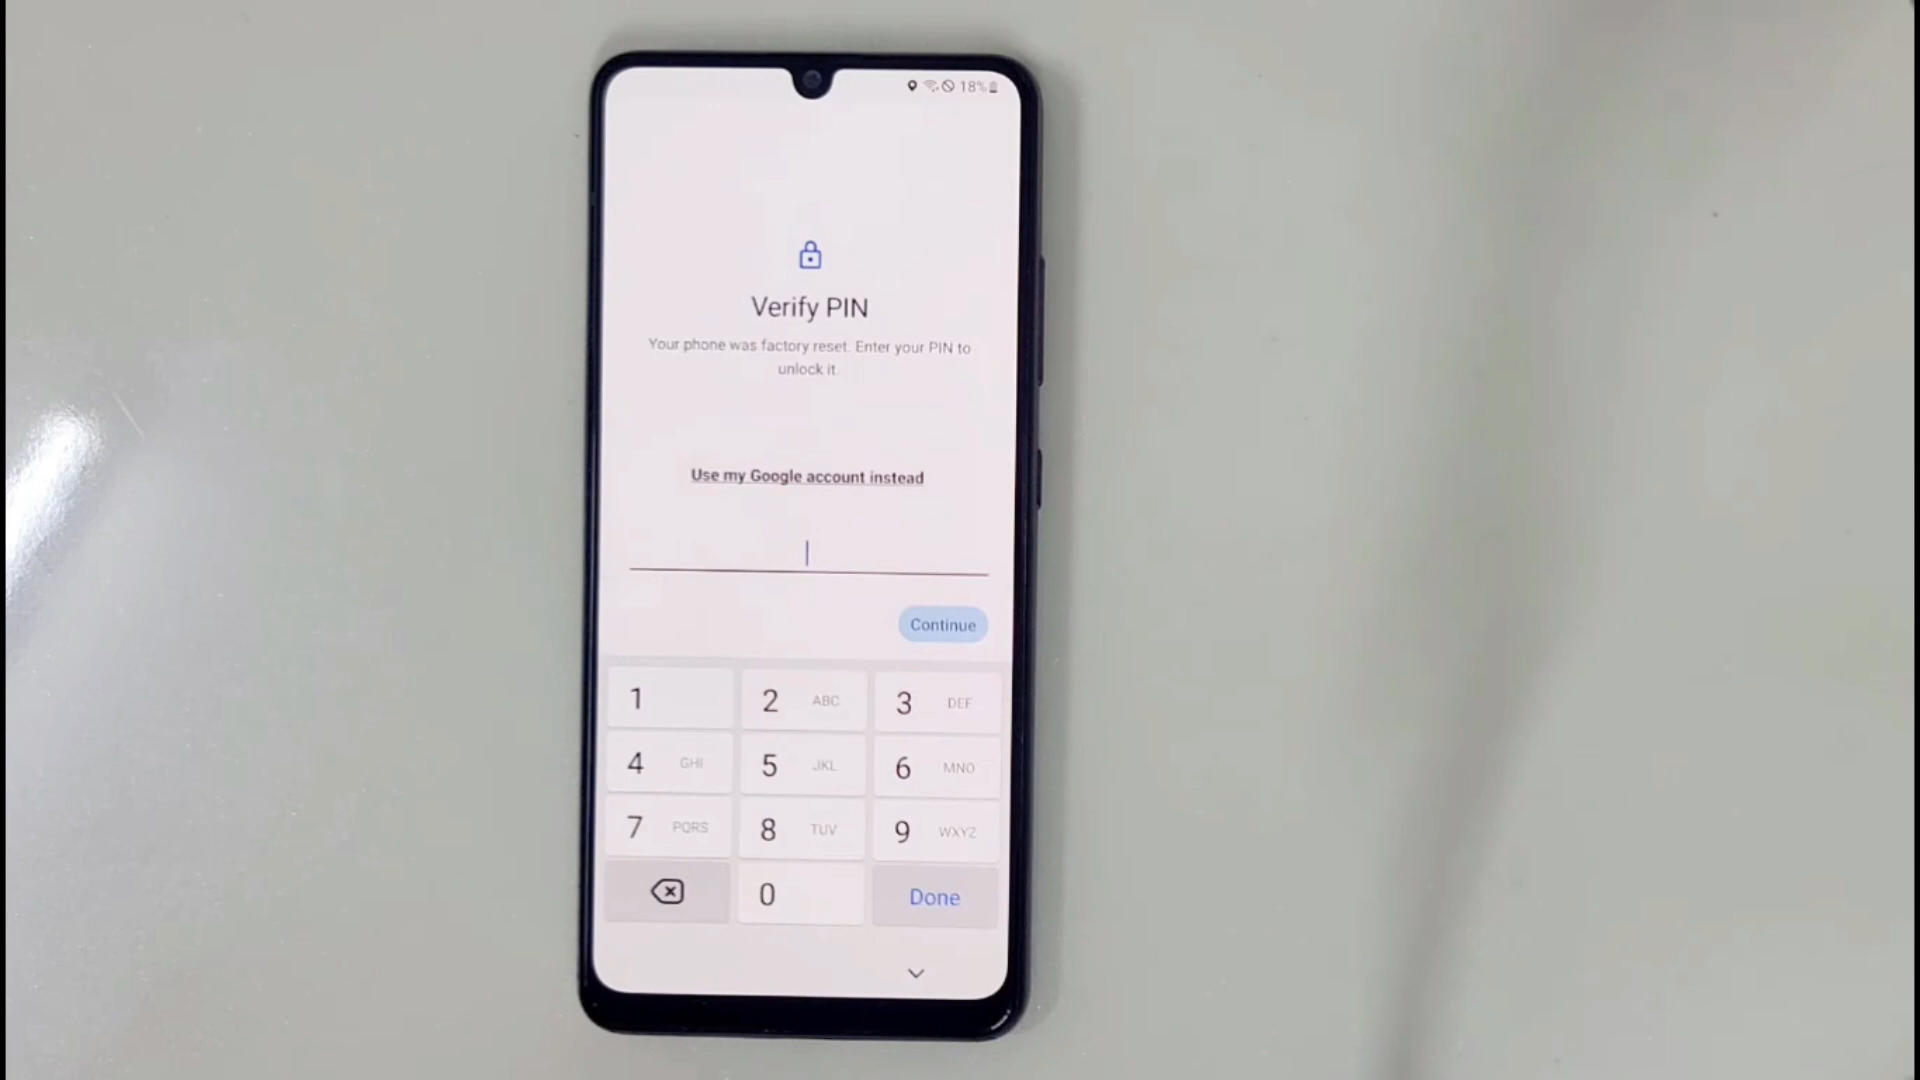 18%
Verify PIN
Your phone was factory reset. Enter your PIN to
unlock it.
Use my Google account instead
Continue
1
2 ABC
3 DEF
4 GHI
5 JKL
6 MNO
7 PQRS
8 TUV
9 WXYZ
0
Done